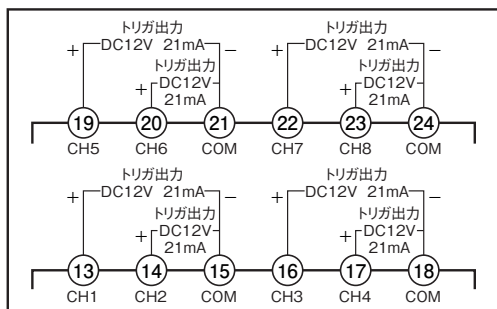 トリガ出力 トリガ出力
+ DC12V 21mA − + DC12V 21mA −
トリガ出力 トリガ出力
+ DC12V + DC12V
21mA 21mA
19 20 21 22 23 24
CH5 CH6 COM CH7 CH8 COM
トリガ出力 トリガ出力
+ DC12V 21mA − + DC12V 21mA −
トリガ出力 トリガ出力
+ DC12V + DC12V
21mA 21mA
13 14 15 16 17 18
CH1 CH2 COM CH3 CH4 COM